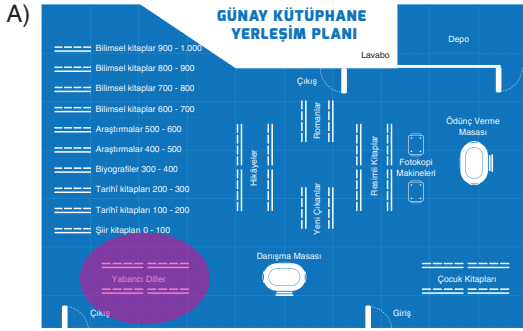 A)
GÜNAY KÜTÜPHANE
YERLEŞİM PLANI
Lavabo
Depo
Bilimsel kitaplar 900 - 1.000
Bilimsel kitaplar 800 - 900
Bilimsel kitaplar 700 - 800
Bilimsel kitaplar 600 - 700
Araştırmalar 500 - 600
Araştırmalar 400 - 500
Biyografiler 300 - 400
Tarihî kitapları 200 - 300
Tarihî kitapları 100 - 200
Şiir kitapları 0 - 100
Çıkış
Hikâyeler
Romanlar
Yeni Çıkanlar
Resimli Kitaplar
Fotokopi
Makineleri
Ödünç Verme
Masası
Yabancı Diller
Danışma Masası
Çocuk Kitapları
Çıkış
Giriş